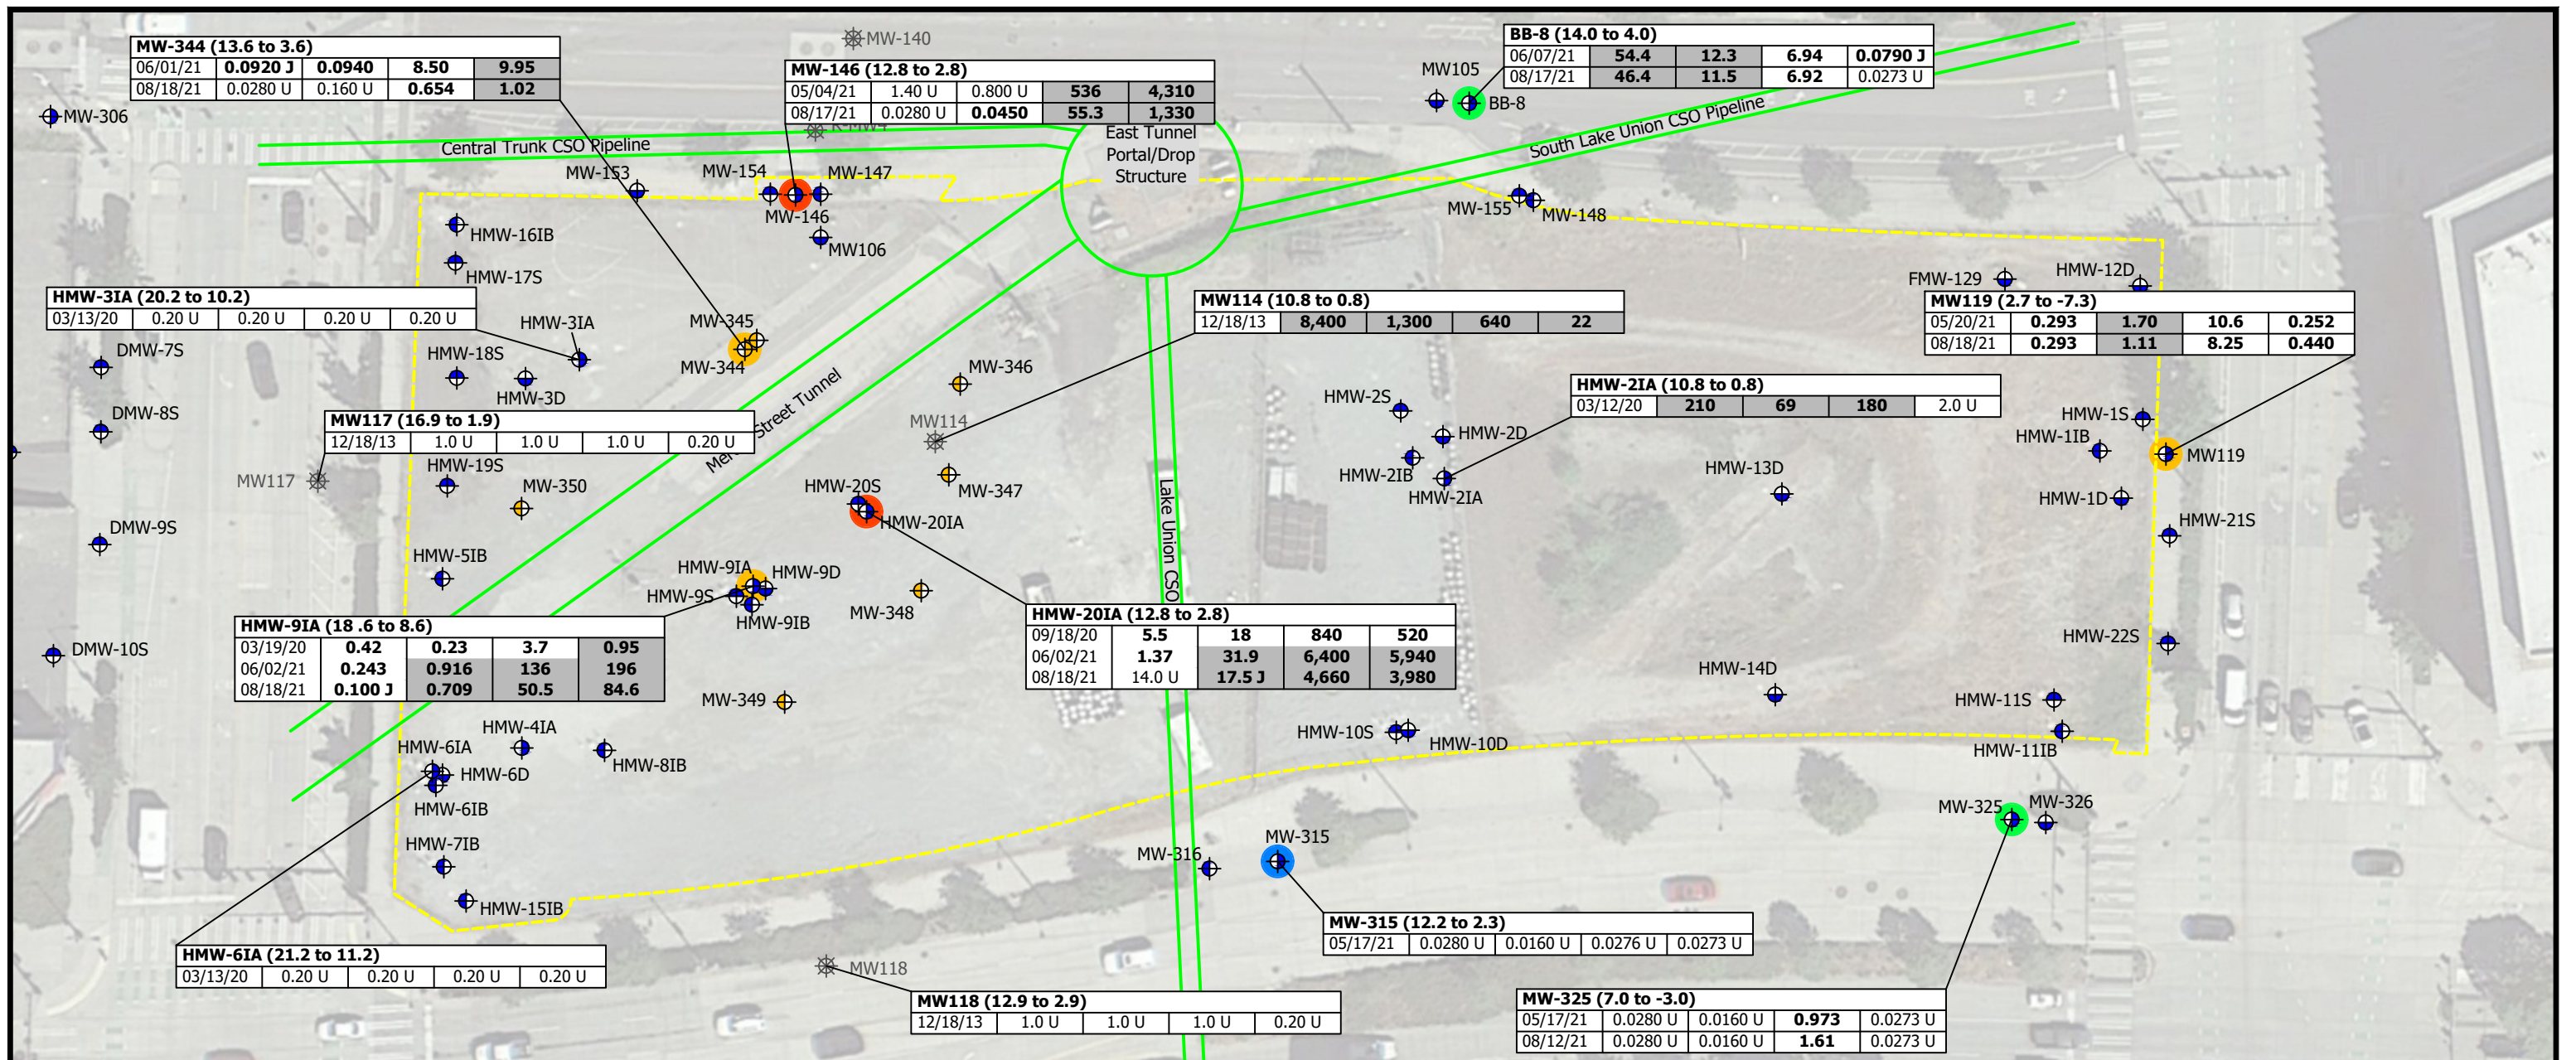 MW-344 (13.6 to 3.6)
06/01/21 0.0920 J 0.0940 8.50 9.95
08/18/21 0.0280 U 0.160 U 0.654 1.02
MW-140
MW-146 (12.8 to 2.8)
05/04/21 1.40 U 0.800 U 536 4,310
08/17/21 0.0280 U 0.0450 55.3 1,330
BB-8 (14.0 to 4.0)
06/07/21 54.4 12.3 6.94 0.0790 J
08/17/21 46.4 11.5 6.92 0.0273 U
MW105
BB-8
MW-306
R-MW4
Central Trunk CSO Pipeline
East Tunnel
Portal/Drop
Structure
South Lake Union CSO Pipeline
MW-153
MW-154
MW-147
MW-146
MW106
MW-155
MW-148
HMW-16IB
HMW-17S
FMW-129
HMW-12D
HMW-3IA (20.2 to 10.2)
03/13/20 0.20 U 0.20 U 0.20 U 0.20 U
HMW-3IA
MW-345
MW-344
MW114 (10.8 to 0.8)
12/18/13 8,400 1,300 640 22
MW119 (2.7 to -7.3)
05/20/21 0.293 1.70 10.6 0.252
08/18/21 0.293 1.11 8.25 0.440
DMW-7S
HMW-18S
HMW-3D
MW-346
HMW-2IA (10.8 to 0.8)
03/12/20 210 69 180 2.0 U
DMW-8S
MW117 (16.9 to 1.9)
12/18/13 1.0 U 1.0 U 1.0 U 0.20 U
Street Tunnel
MW114
HMW-2S
HMW-2D
HMW-1S
HMW-1IB
MW119
MW117
HMW-19S
MW-350
HMW-20S
HMW-20IA
MW-347
HMW-2IB
HMW-2IA
HMW-13D
HMW-1D
HMW-21S
DMW-9S
Lake Union CSO
HMW-5IB
HMW-9IA
HMW-9D
HMW-9S
HMW-9IB
MW-348
HMW-9IA (18 .6 to 8.6)
03/19/20 0.42 0.23 3.7 0.95
06/02/21 0.243 0.916 136 196
08/18/21 0.100 J 0.709 50.5 84.6
HMW-20IA (12.8 to 2.8)
09/18/20 5.5 18 840 520
06/02/21 1.37 31.9 6,400 5,940
08/18/21 14.0 U 17.5 J 4,660 3,980
DMW-10S
HMW-22S
HMW-14D
MW-349
HMW-11S
HMW-4IA
HMW-6IA
HMW-6D
HMW-8IB
HMW-6IB
HMW-10S
HMW-10D
HMW-11IB
HMW-7IB
HMW-15IB
MW-316
MW-315
MW-325
MW-326
HMW-6IA (21.2 to 11.2)
03/13/20 0.20 U 0.20 U 0.20 U 0.20 U
MW118
MW-315 (12.2 to 2.3)
05/17/21 0.0280 U 0.0160 U 0.0276 U 0.0273 U
MW118 (12.9 to 2.9)
12/18/13 1.0 U 1.0 U 1.0 U 0.20 U
MW-325 (7.0 to -3.0)
05/17/21 0.0280 U 0.0160 U 0.973 0.0273 U
08/12/21 0.0280 U 0.0160 U 1.61 0.0273 U